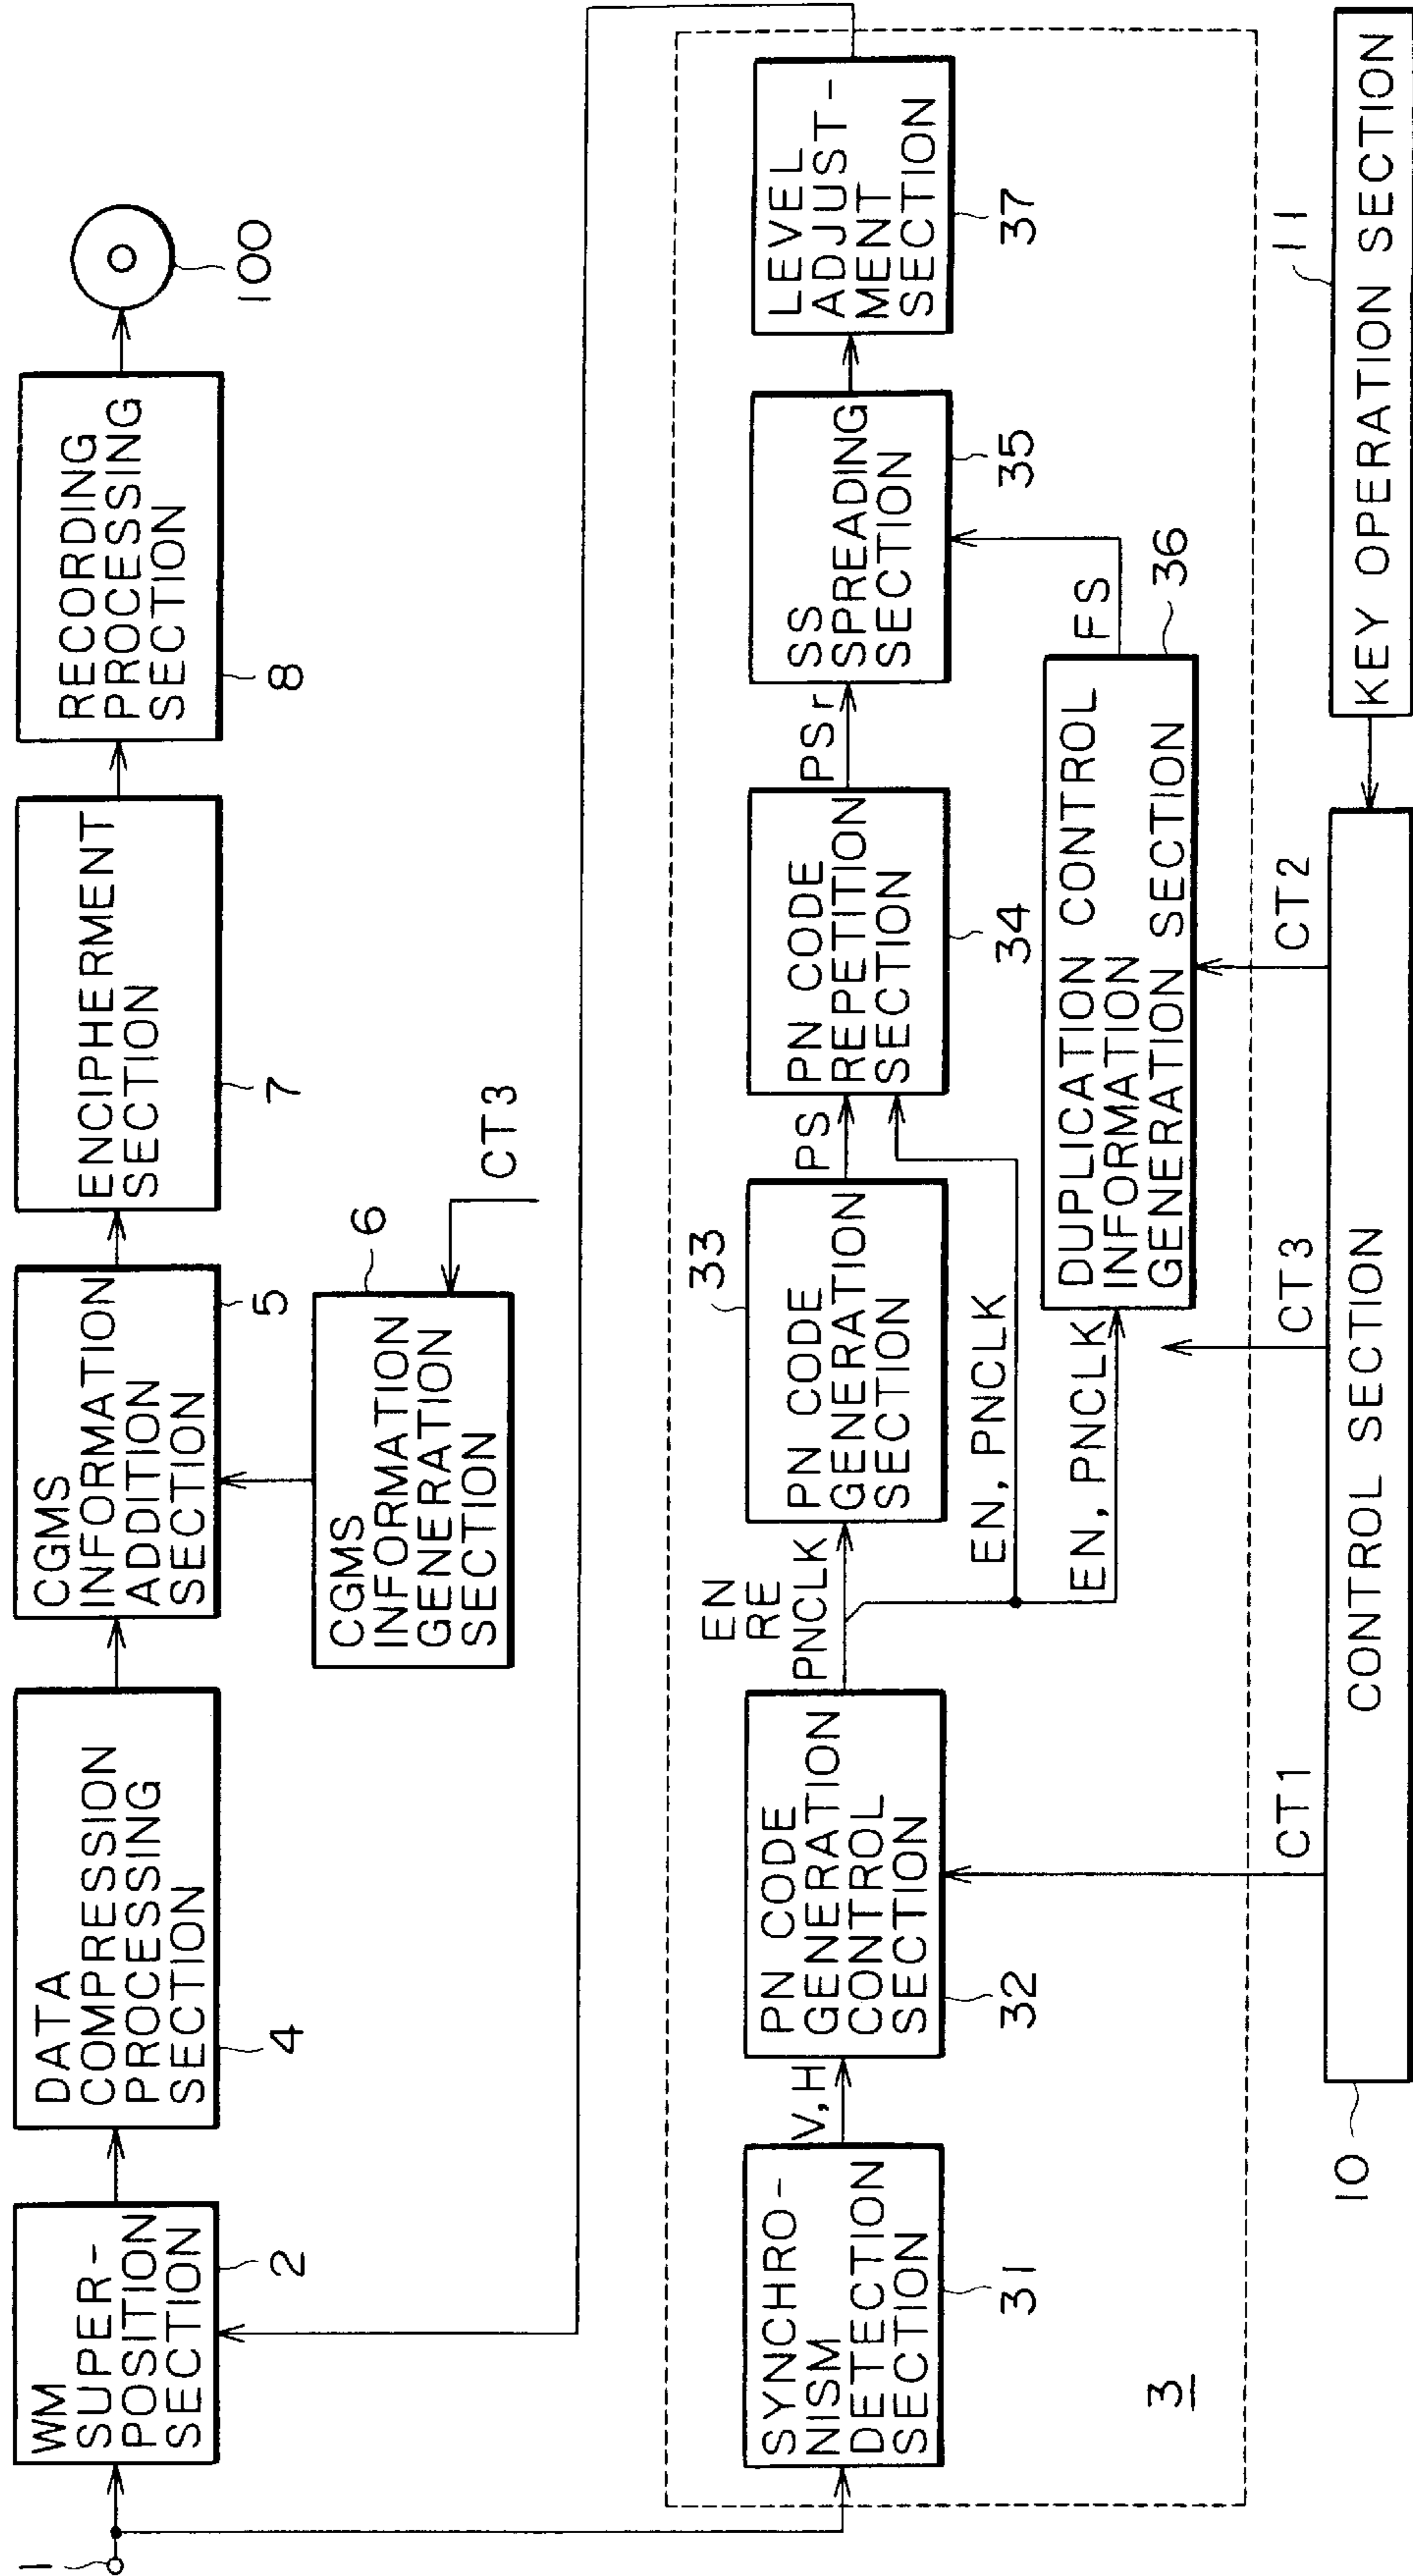 1
WM
SUPER-
POSITION
SECTION
2
DATA
COMPRESSION
PROCESSING
SECTION
4
CGMS
INFORMATION
ADDITION
SECTION
5
ENCIPHERMENT
SECTION
7
RECORDING
PROCESSING
SECTION
8
100
CGMS
INFORMATION
GENERATION
SECTION
6
CT3
SYNCHRO-
NISM
DETECTION
SECTION
31
V,H
PN CODE
GENERATION
CONTROL
SECTION
32
EN
RE
PNCLK
PN CODE
GENERATION
SECTION
33
PS
PN CODE
REPETITION
SECTION
34
PSr
SS
SPREADING
SECTION
35
LEVEL
ADJUST-
MENT
SECTION
37
EN, PNCLK
EN, PNCLK
DUPLICATION CONTROL
INFORMATION
GENERATION SECTION
36
FS
3
CT1
CT3
CT2
10
CONTROL SECTION
KEY OPERATION SECTION
11